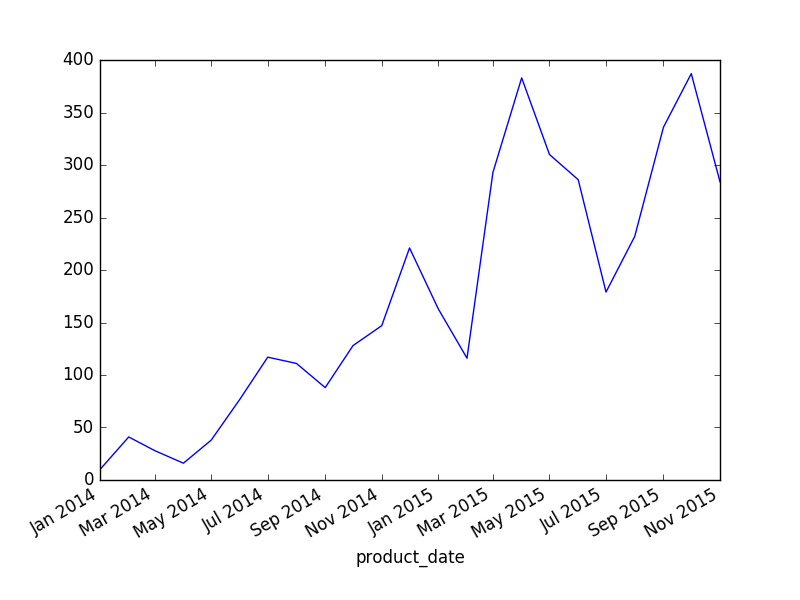 400
350
300
250
200
150
100
50
0
Jan 2014
Mar 2014
May 2014
Jul 2014
Sep 2014
Nov 2014
Jan 2015
Mar 2015
May 2015
Jul 2015
Sep 2015
Nov 2015
product_date